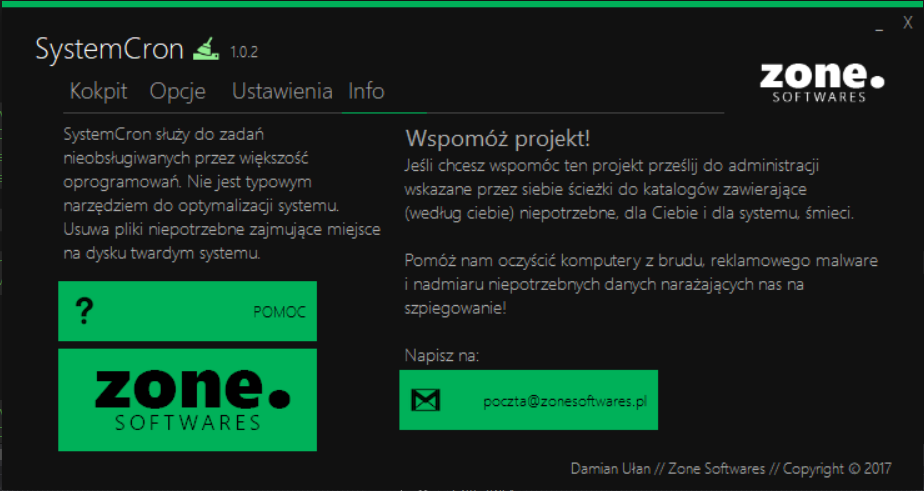 _ X
SystemCron 1.0.2
zone.
SOFTWARES
Kokpit Opcje Ustawienia Info
SystemCron służy do zadań
nieobsługiwanych przez większość
oprogramowań. Nie jest typowym
narzędziem do optymalizacji systemu.
Usuwa pliki niepotrzebne zajmujące miejsce
na dysku twardym systemu.
? POMOC
zone.
SOFTWARES
Wspomóż projekt!
Jeśli chcesz wspomóc ten projekt prześlij do administracji
wskazane przez siebie ścieżki do katalogów zawierające
(według ciebie) niepotrzebne, dla Ciebie i dla systemu, śmieci.
Pomóż nam oczyścić komputery z brudu, reklamowego malware
i nadmiaru niepotrzebnych danych narażających nas na
szpiegowanie!
Napisz na:
poczta@zonesoftwares.pl
Damian Ułan // Zone Softwares // Copyright © 2017